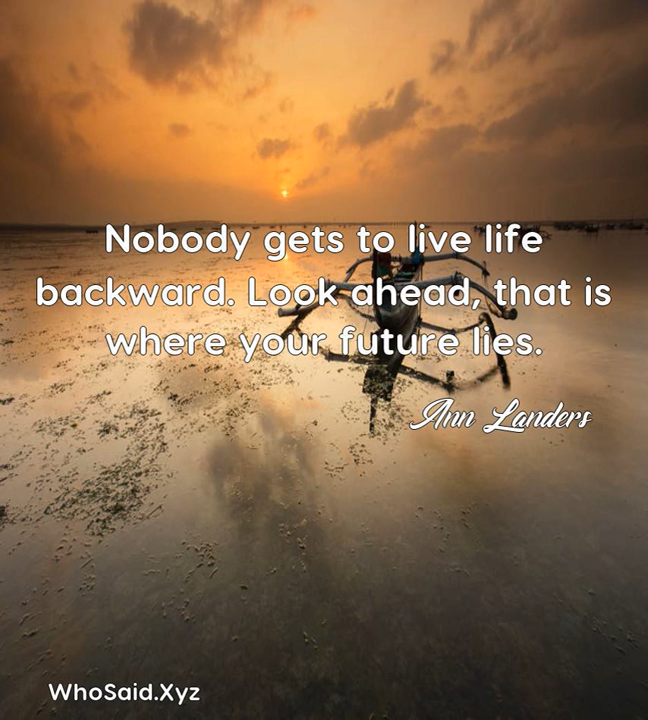 Nobody gets to live life
backward. Look ahead, that is
where your future lies.
Ann Landers
WhoSaid.Xyz